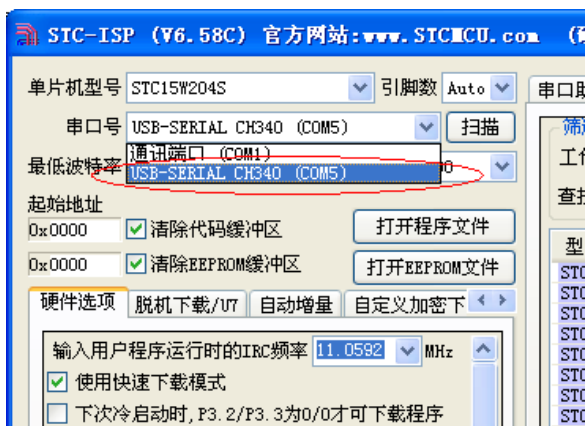 STC-ISP (V6.58C) 官方网站:www.STCMCU.com
单片机型号 STC15W204S 引脚数 Auto
串口号 USB-SERIAL CH340 (COM5) 扫描
通讯端口 (COM1)
最低波特率 USB-SERIAL CH340 (COM5)
起始地址
0x0000 清除代码缓冲区 打开程序文件
0x0000 清除EEPROM缓冲区 打开EEPROM文件
硬件选项 脱机下载/U7 自动增量 自定义加密下
输入用户程序运行时的IRC频率 11.0592 MHz
使用快速下载模式
下次冷启动时,P3.2/P3.3为0/0才可下载程序
串口助
工作
查找
型
STC
STC
STC
STC
STC
STC
STC
STC